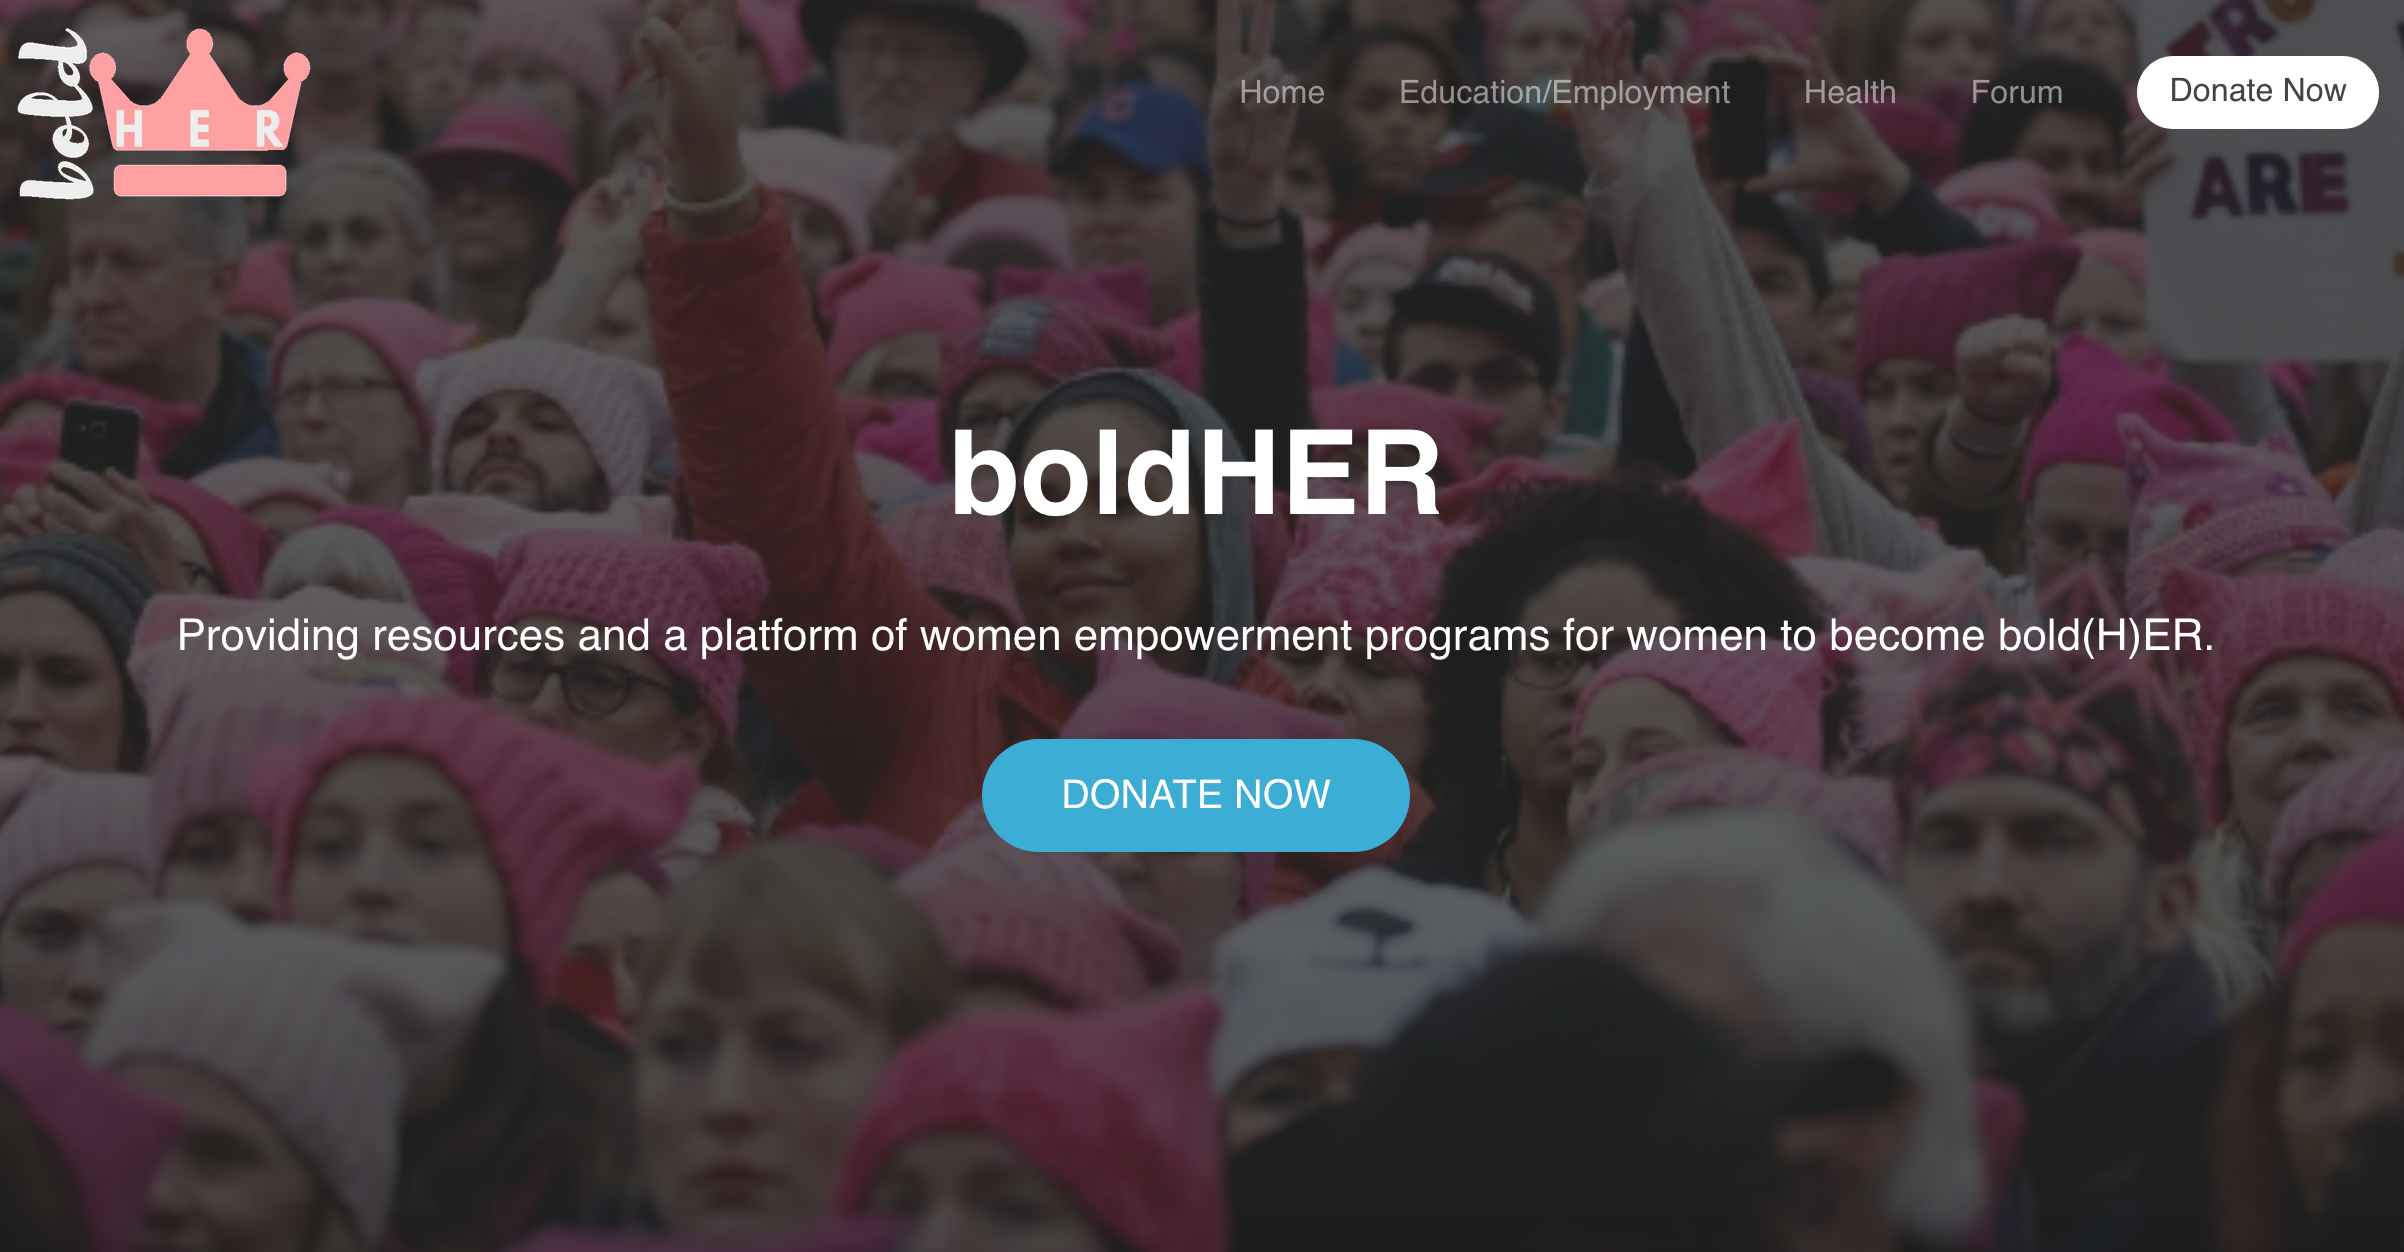 bold
HER
Home Education/Employment Health Forum Donate Now
ARE
boldHER
Providing resources and a platform of women empowerment programs for women to become bold(H)ER.
DONATE NOW